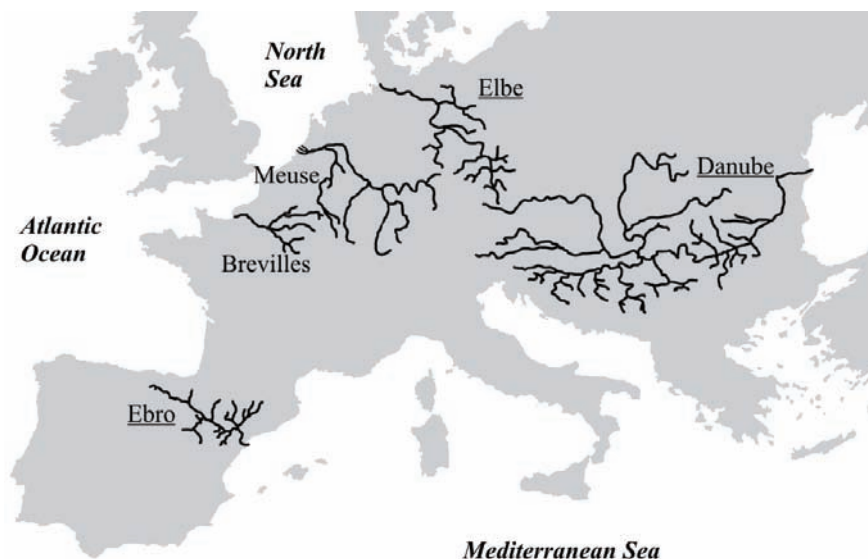 North
Sea
Elbe
Meuse
Danube
Atlantic
Ocean
Brevilles
Ebro
Mediterranean Sea